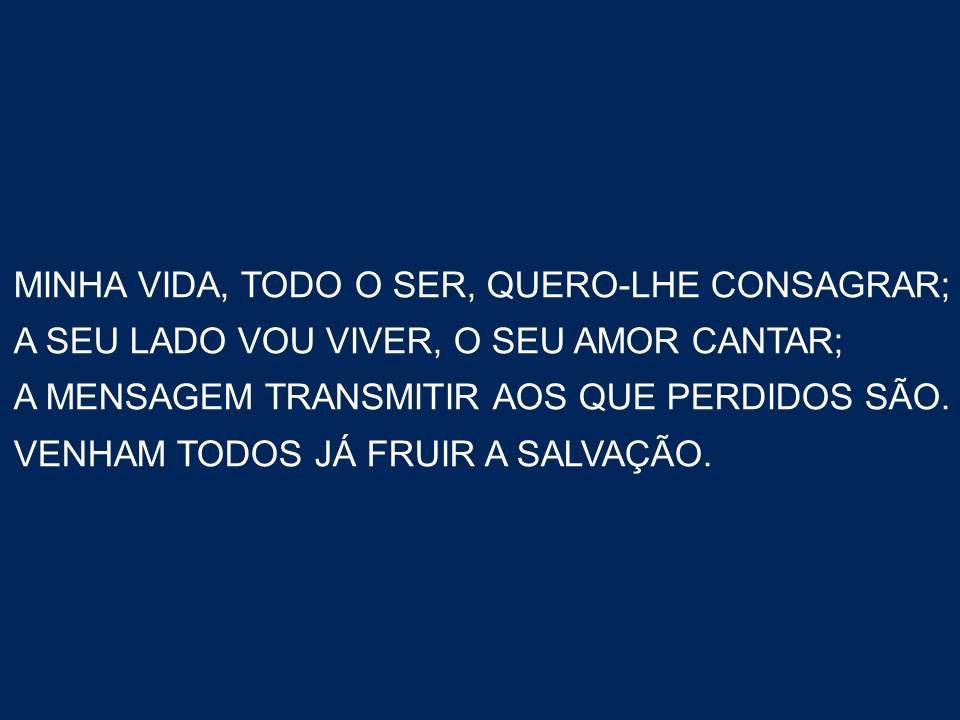 MINHA VIDA, TODO O SER, QUERO-LHE CONSAGRAR;
A SEU LADO VOU VIVER, O SEU AMOR CANTAR;
A MENSAGEM TRANSMITIR AOS QUE PERDIDOS SÃO.
VENHAM TODOS JÁ FRUIR A SALVAÇÃO.